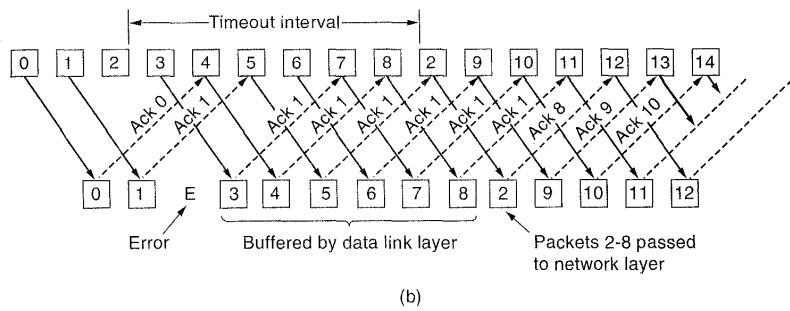 Timeout interval
0 1 2 3 4 5 6 7 8 2 9 10 11 12 13 14
Ack 0 Ack 1 Ack 1 Ack 1 Ack 1 Ack 1 Ack 1 Ack 1 Ack 8 Ack 9 Ack 10
0 1 E 3 4 5 6 7 8 2 9 10 11 12
Error
Buffered by data link layer
Packets 2-8 passed
to network layer
(b)